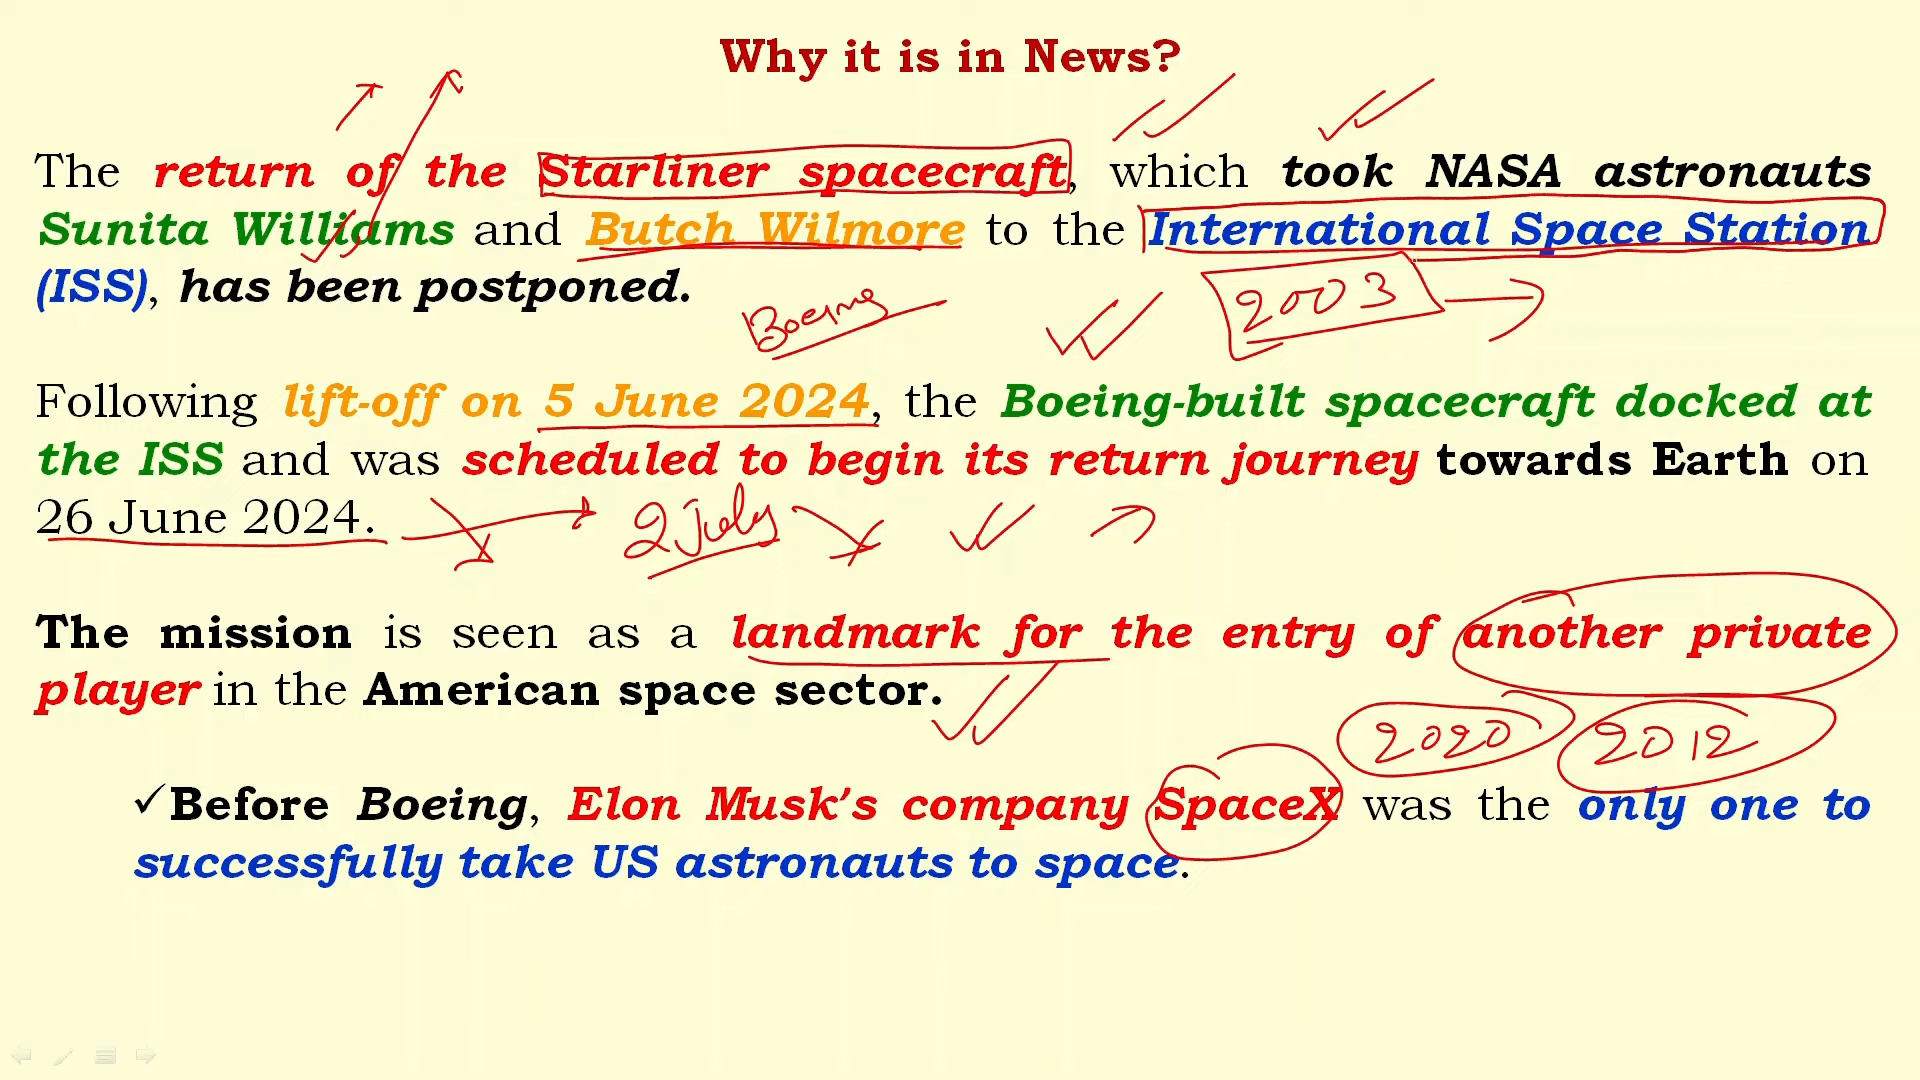 Why it is in News?
The return of the Starliner spacecraft, which took NASA astronauts
Sunita Williams and Butch Wilmore to the International Space Station
(ISS), has been postponed.
2003
Boeing
Following lift-off on 5 June 2024, the Boeing-built spacecraft docked at
the ISS and was scheduled to begin its return journey towards Earth on
26 June 2024.
2 July
The mission is seen as a landmark for the entry of another private
player in the American space sector.
2020 2012
✓Before Boeing, Elon Musk's company SpaceX was the only one to
successfully take US astronauts to space.